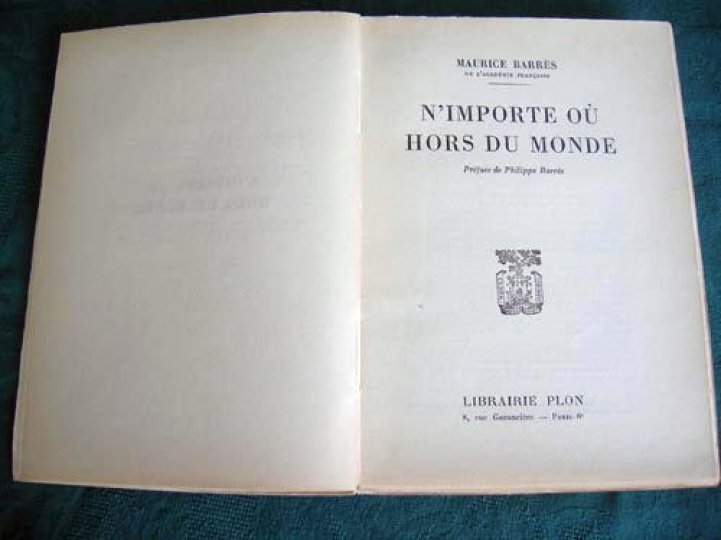 MAURICE BARRÈS
DE L'ACADÉMIE FRANÇAISE
N'IMPORTE OÙ
HORS DU MONDE
Préface de Philippe Barrès
LIBRAIRIE PLON
8, rue Garancière — Paris 6e